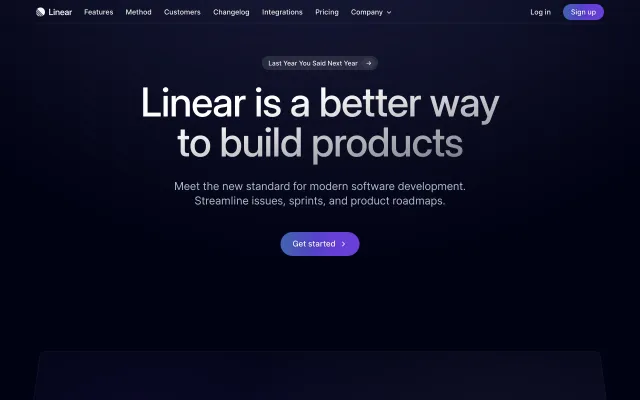 Linear Features Method Customers Changelog Integrations Pricing Company Log in Sign up
Last Year You Said Next Year →
Linear is a better way
to build products
Meet the new standard for modern software development.
Streamline issues, sprints, and product roadmaps.
Get started